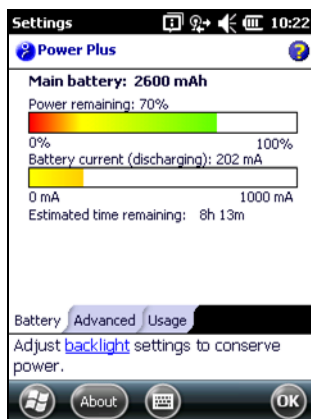 Settings 10:22
Power Plus
Main battery: 2600 mAh
Power remaining: 70%
0% 100%
Battery current (discharging): 202 mA
0 mA 1000 mA
Estimated time remaining: 8h 13m
Battery Advanced Usage
Adjust backlight settings to conserve
power.
About OK